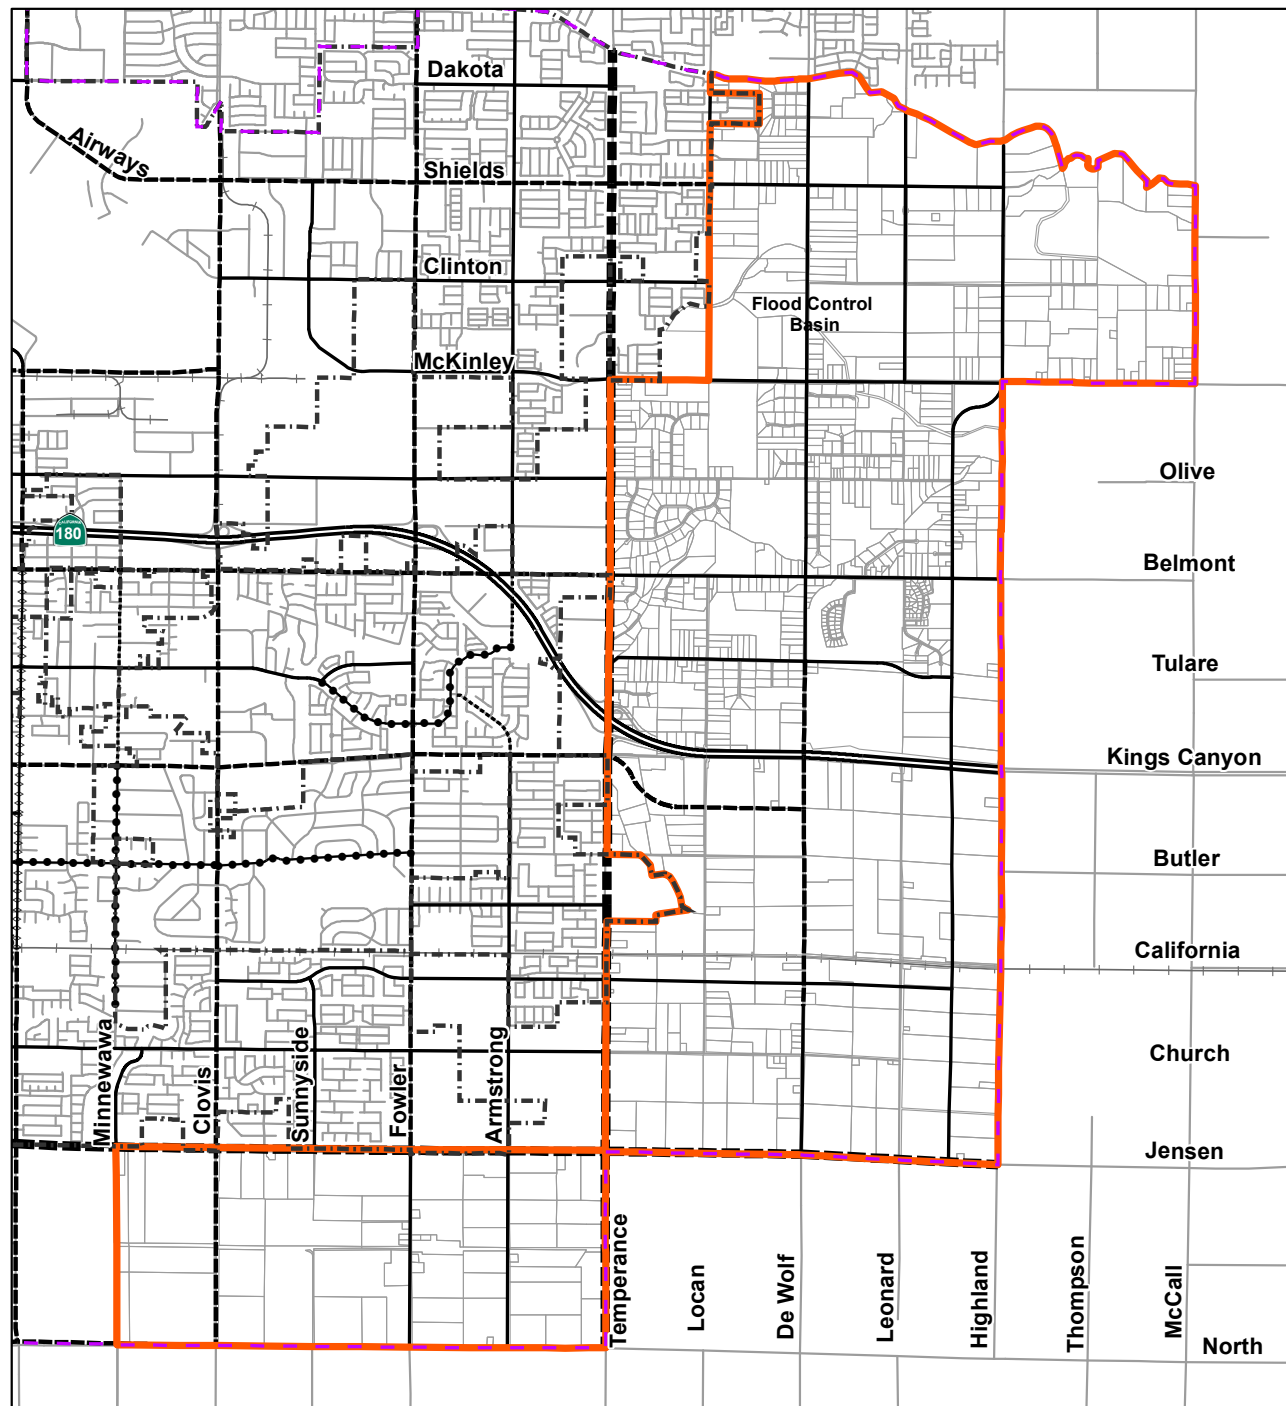 Dakota
Airways
Shields
Clinton
Flood Control
Basin
McKinley
Olive
CALIFORNIA
180
Belmont
Tulare
Kings Canyon
Butler
California
Church
Minnewawa
Clovis
Sunnyside
Fowler
Armstrong
Jensen
Temperance
Locan
De Wolf
Leonard
Highland
Thompson
McCall
North